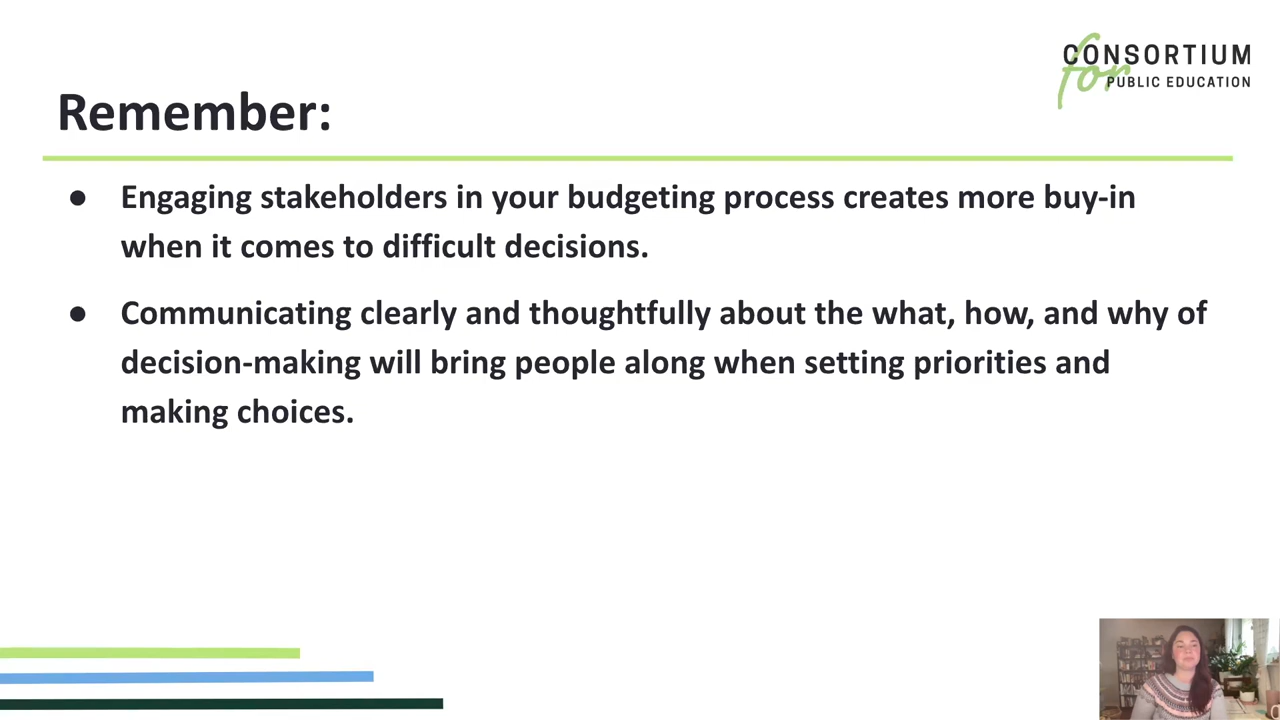 CONSORTIUM
for PUBLIC EDUCATION
Remember:
● Engaging stakeholders in your budgeting process creates more buy-in
when it comes to difficult decisions.
● Communicating clearly and thoughtfully about the what, how, and why of
decision-making will bring people along when setting priorities and
making choices.